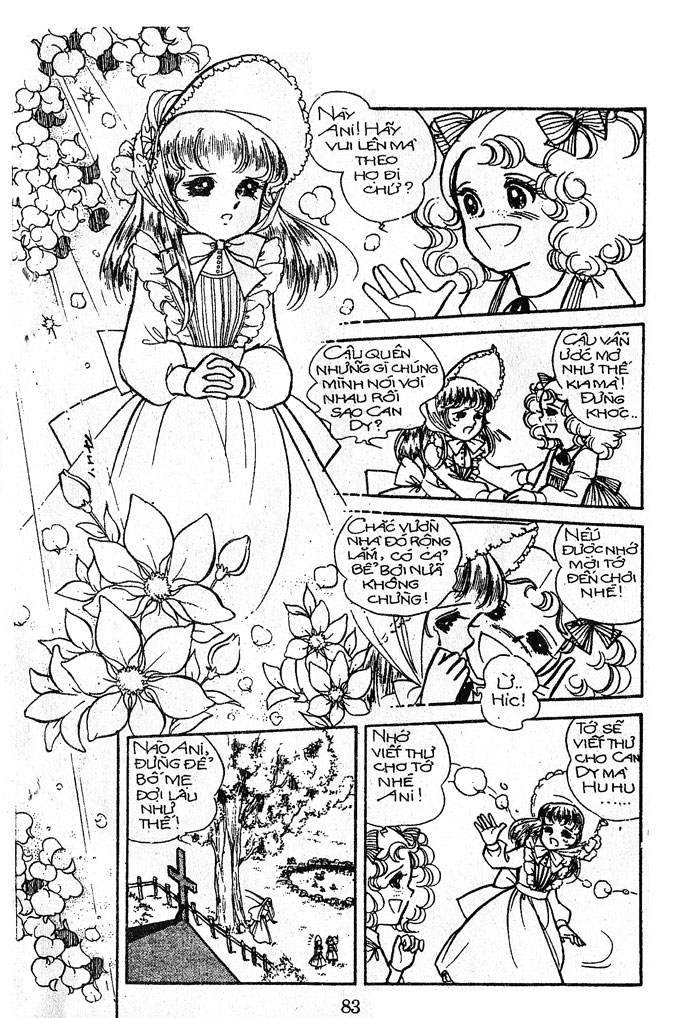 NÀY
ANI! HÃY
VUI LÊN MÀ
THEO
HỌ ĐI
CHỨ?
CẬU QUÊN
NHỮNG GÌ CHÚNG
MÌNH NÓI VỚI
NHAU RỒI
SAO CAN
DY?
CẬU VẪN
ƯỚC MƠ
NHƯ THẾ
KIA MÀ!
ĐỪNG
KHÓC..
CHẮC VƯỜN
NHÀ ĐÓ RỘNG
LẮM, CÓ CẢ
BỂ BƠI NỮA
KHÔNG
CHỪNG!
NẾU
ĐƯỢC NHỚ
MỜI TỚ
ĐẾN CHƠI
NHÉ!
Ừ..
HÍC!
NÀO ANI,
ĐỪNG ĐỂ
BỐ MẸ
ĐỢI LÂU
NHƯ
THẾ!
NHỚ
VIẾT THƯ
CHO TỚ
NHÉ
ANI!
TỚ SẼ
VIẾT THƯ
CHO CAN
DY MÀ
HU HU
......
83